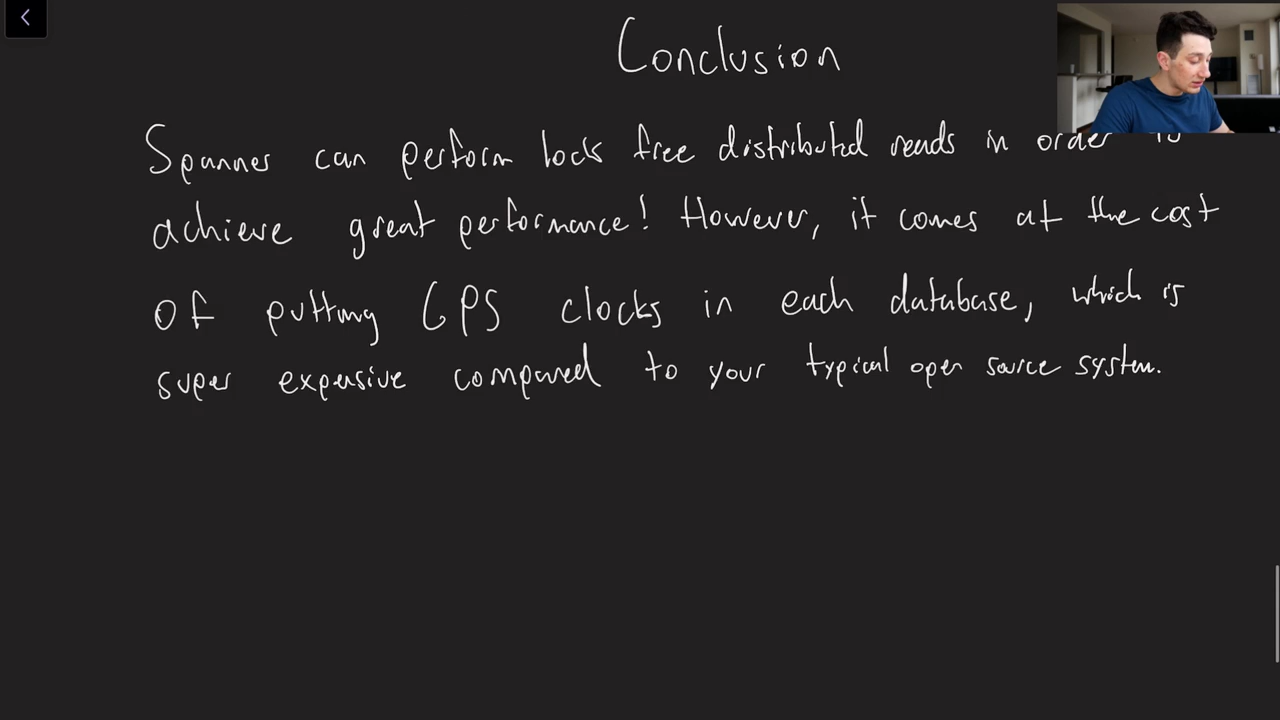 Conclusion
Spanner can perform lock free distributed reads in order to
achieve great performance! However, it comes at the cost
of putting GPS clocks in each database, which is
super expensive compared to your typical open source system.